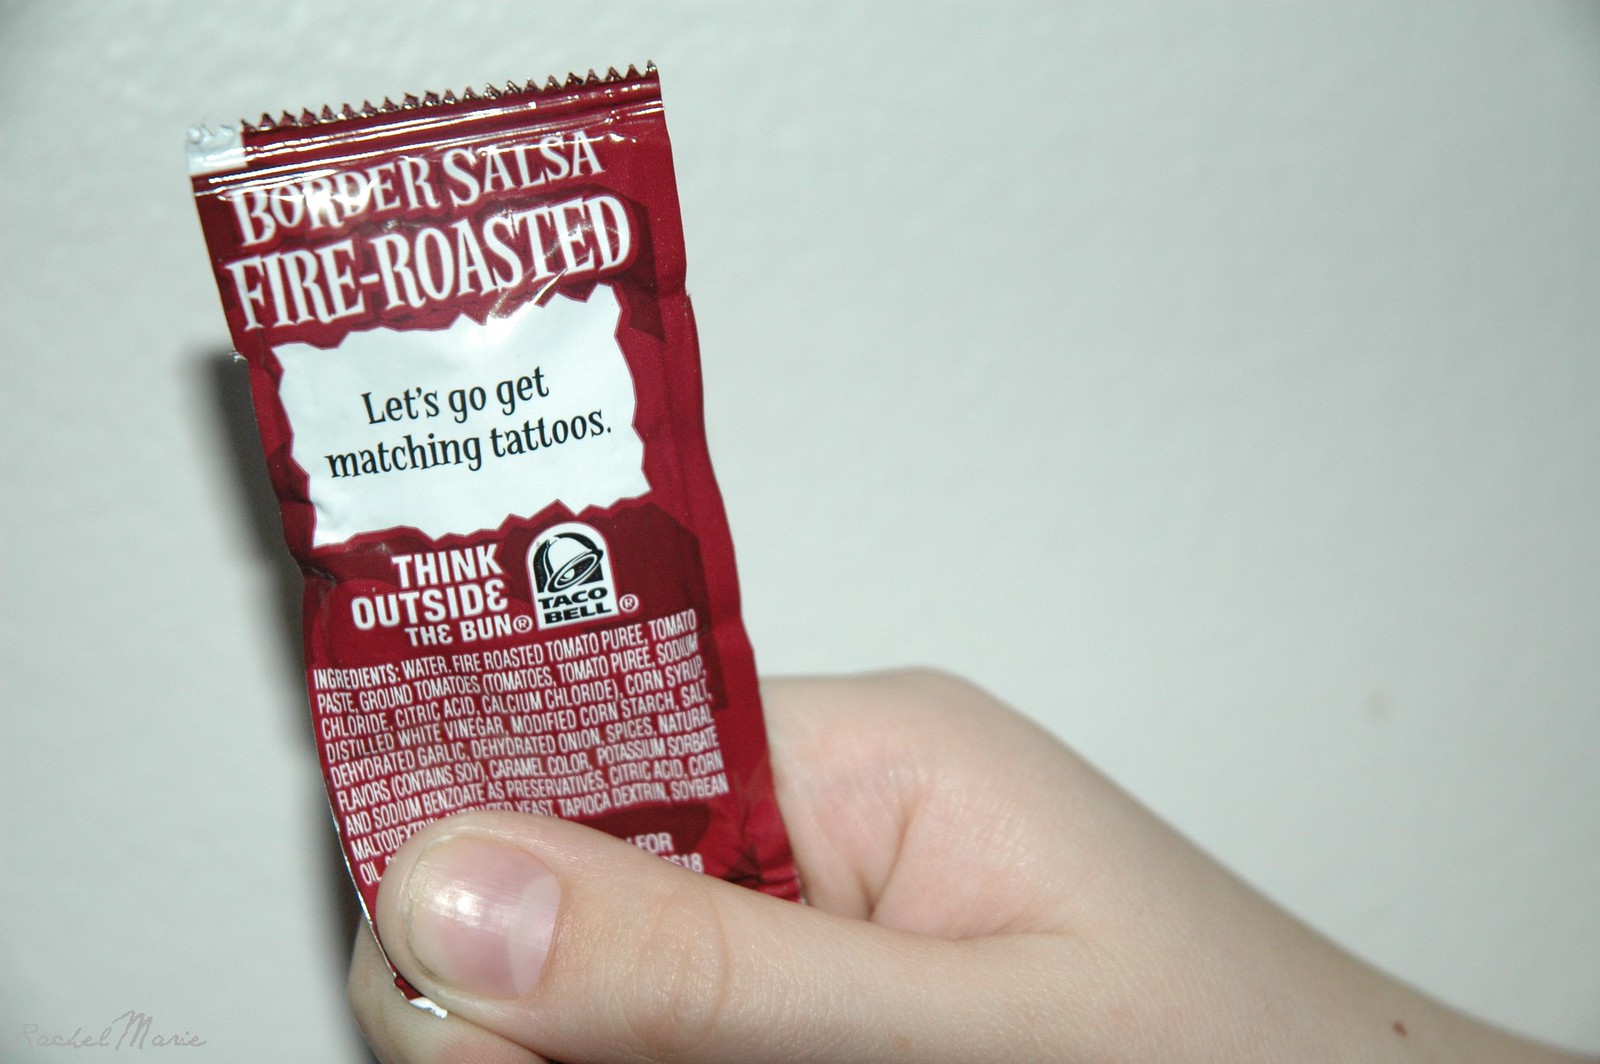 BORDER SALSA
FIRE-ROASTED
Let's go get
matching tattoos.
THINK
OUTSIDE
THE BUN®
TACO
BELL
®
INGREDIENTS: WATER, FIRE ROASTED TOMATO PUREE, TOMATO
PASTE, GROUND TOMATOES (TOMATOES, TOMATO PUREE, SODIUM
CHLORIDE, CITRIC ACID, CALCIUM CHLORIDE), CORN SYRUP,
DISTILLED WHITE VINEGAR, MODIFIED CORN STARCH, SALT,
DEHYDRATED GARLIC, DEHYDRATED ONION, SPICES, NATURAL
FLAVORS (CONTAINS SOY), CARAMEL COLOR, POTASSIUM SORBATE
AND SODIUM BENZOATE AS PRESERVATIVES, CITRIC ACID, CORN
YEAST, TAPIOCA DEXTRIN, SOYBEAN
OIL
FOR
618
Rachel Marie